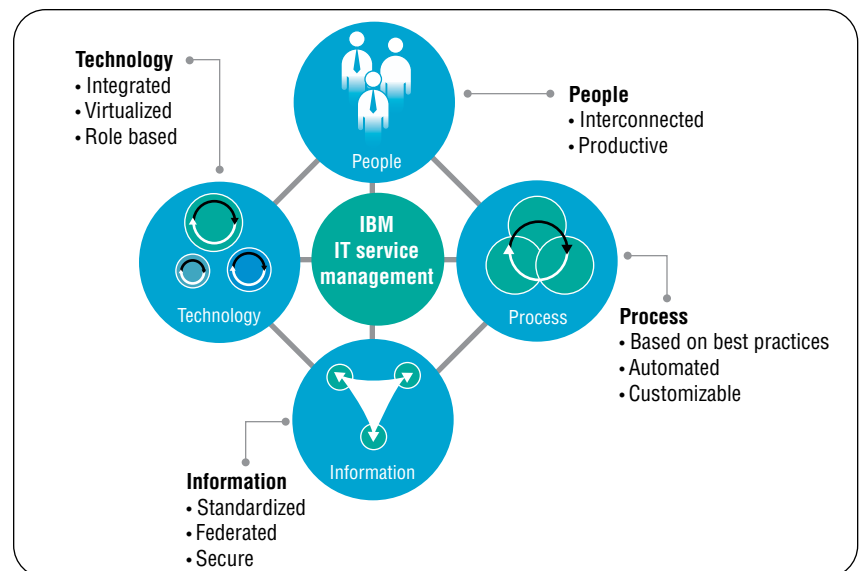 Technology
• Integrated
• Virtualized
• Role based
People
People
• Interconnected
• Productive
IBM
IT service
management
Technology
Process
Process
• Based on best practices
• Automated
• Customizable
Information
Information
• Standardized
• Federated
• Secure